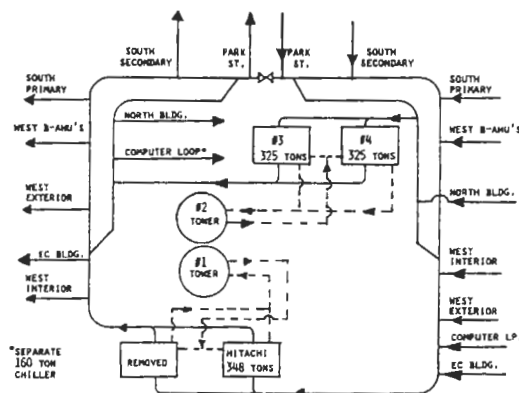 SOUTH
SECONDARY
PARK
ST.
PARK
ST.
SOUTH
SECONDARY
SOUTH
PRIMARY
SOUTH
PRIMARY
NORTH BLDG.
#3
325 TONS
#4
325 TONS
WEST B-AHU'S
WEST B-AHU'S
COMPUTER LOOP*
WEST
EXTERIOR
NORTH BLDG.
#2
TOWER
EC BLDG.
#1
TOWER
WEST
INTERIOR
WEST
INTERIOR
WEST
EXTERIOR
COMPUTER LP
*SEPARATE
160 TON
CHILLER
REMOVED
HITACHI
348 TONS
EC BLDG.